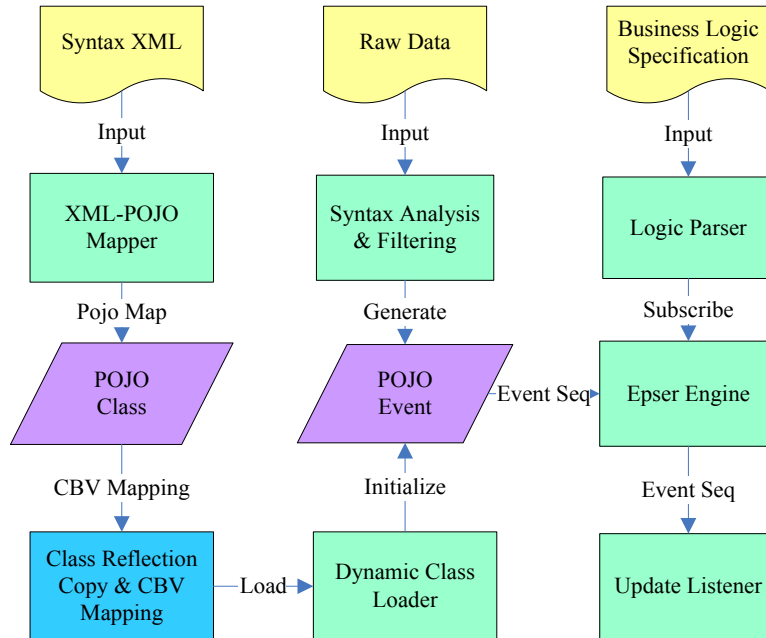 Syntax XML
Raw Data
Business Logic
Specification
Input
Input
Input
XML-POJO
Mapper
Syntax Analysis
& Filtering
Logic Parser
Pojo Map
Generate
Subscribe
POJO
Class
POJO
Event
Event Seq
Epser Engine
CBV Mapping
Initialize
Event Seq
Class Reflection
Copy & CBV
Mapping
Load
Dynamic Class
Loader
Update Listener